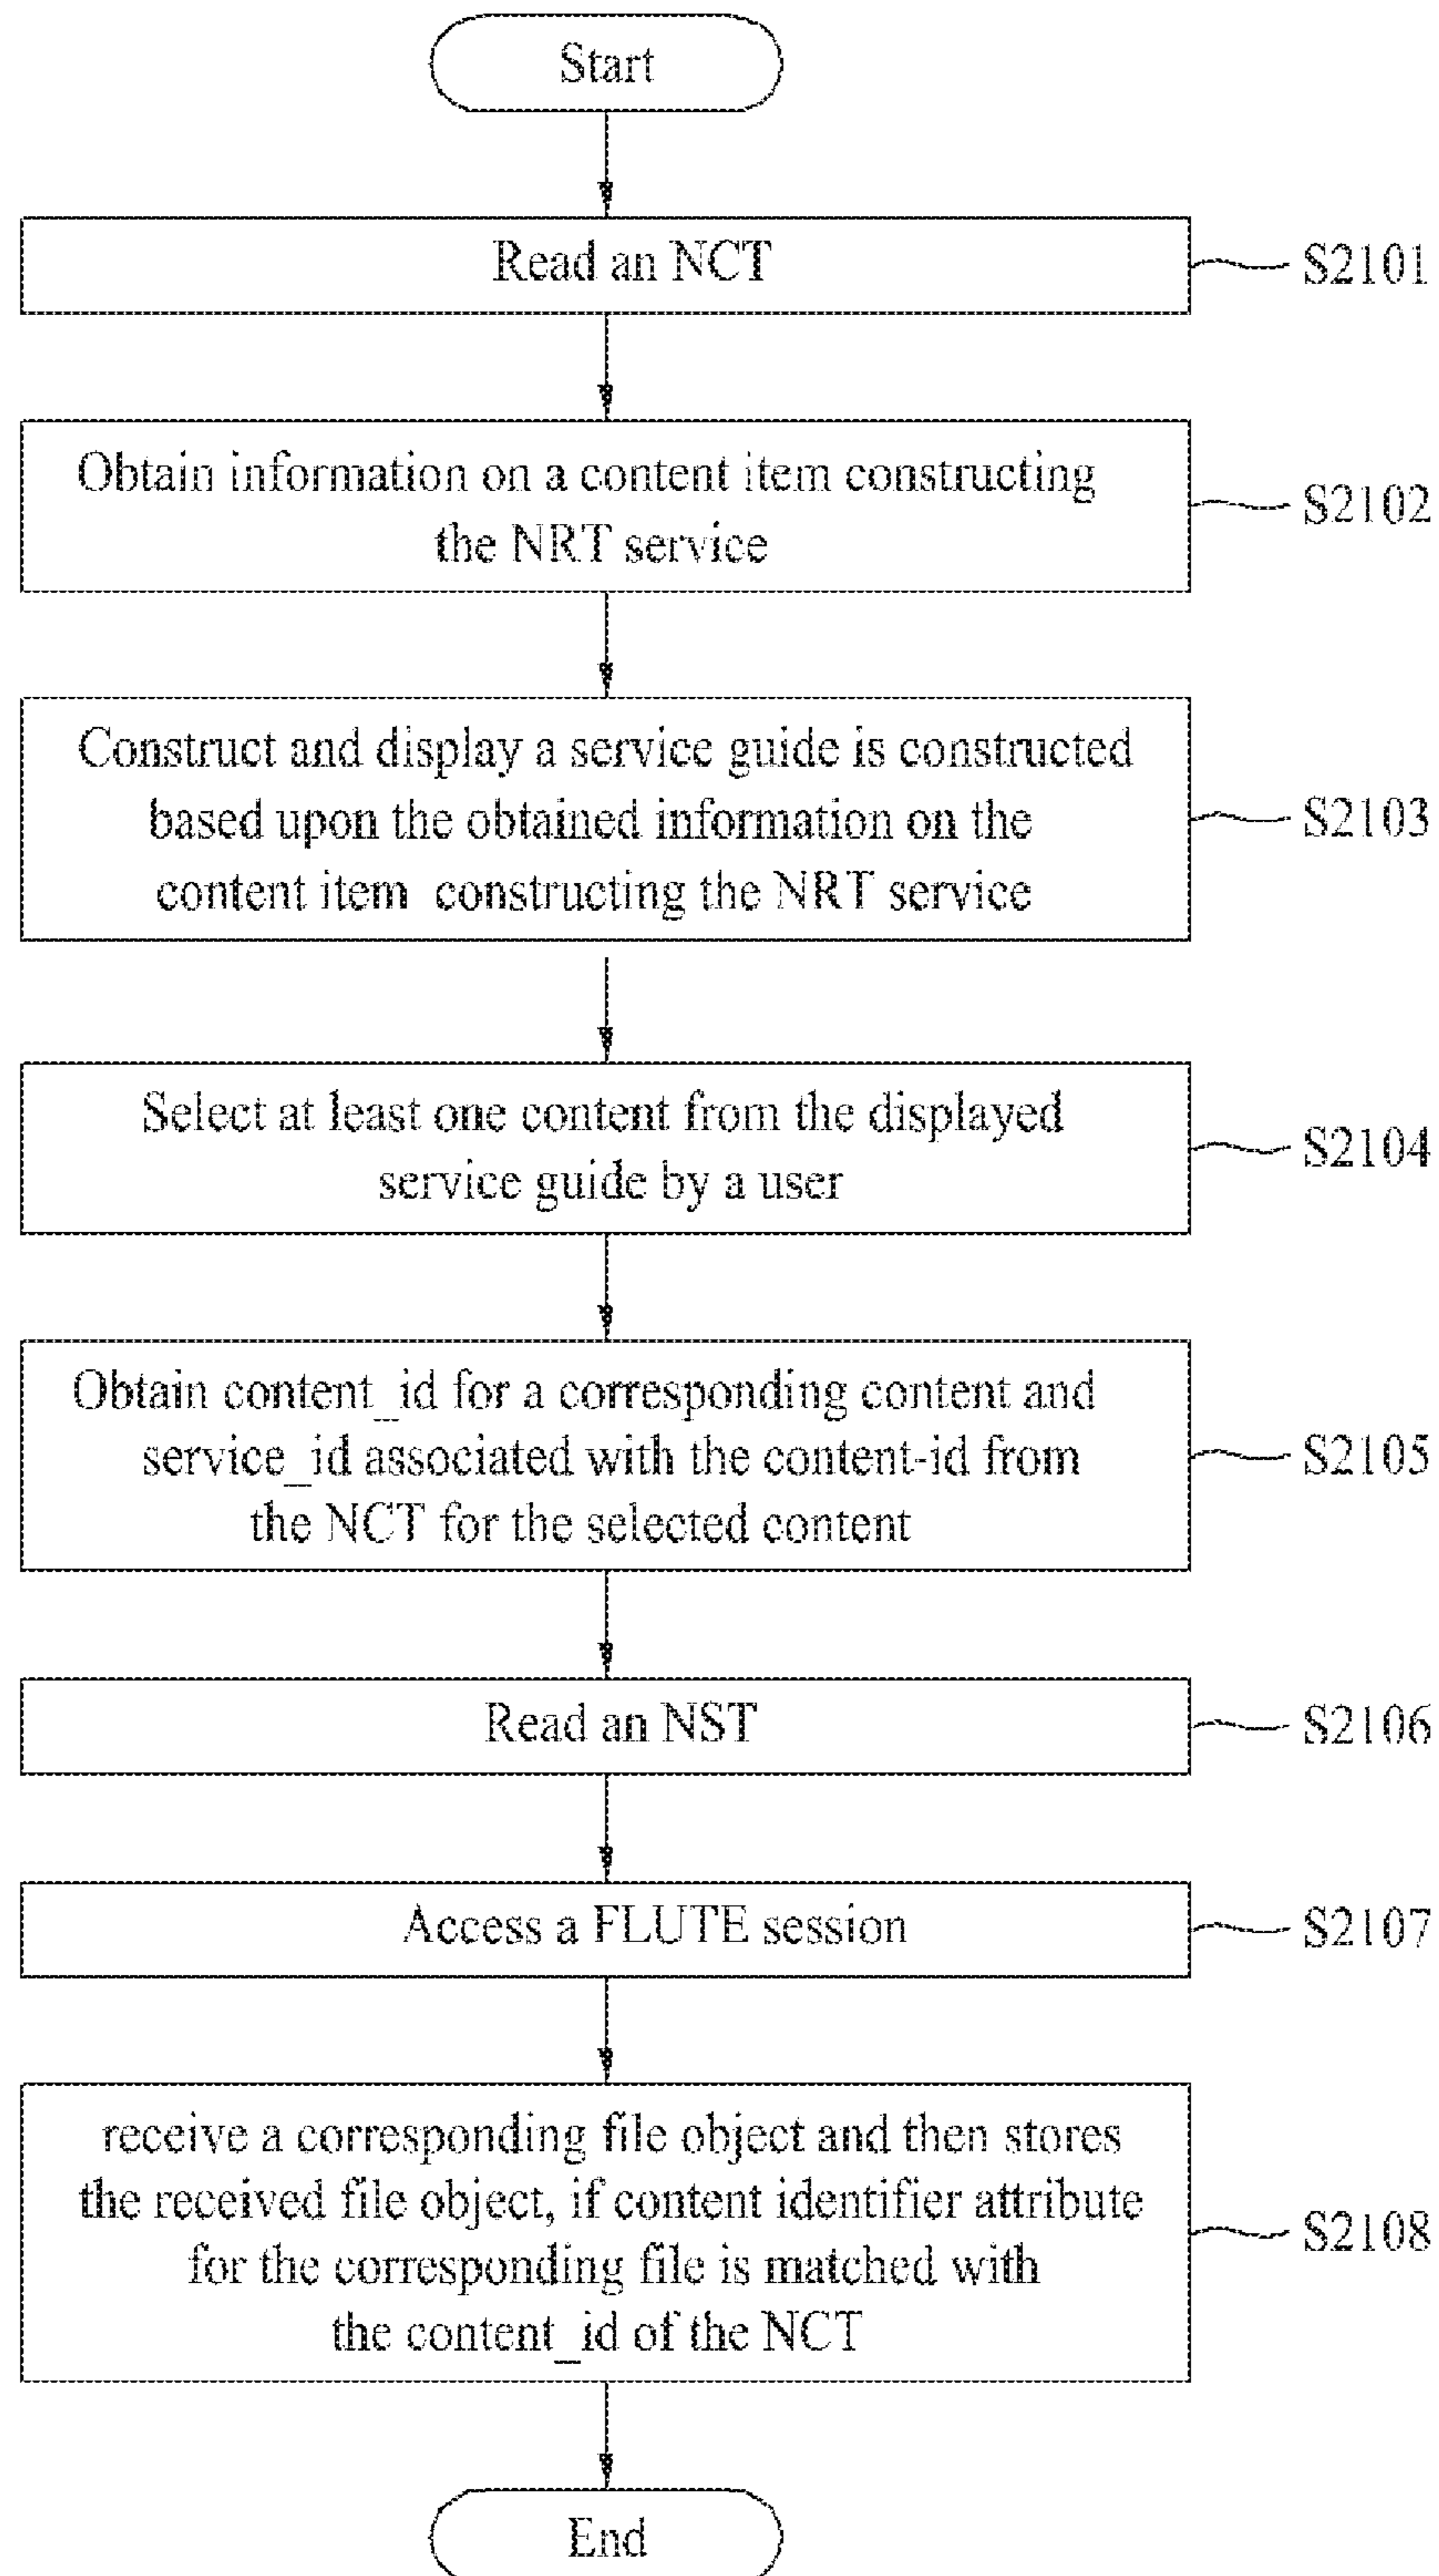 Start
Read an NCT
S2101
Obtain information on a content item constructing
the NRT service
S2102
Construct and display a service guide is constructed
based upon the obtained information on the
content item constructing the NRT service
S2103
Select at least one content from the displayed
service guide by a user
S2104
Obtain content_id for a corresponding content and
service_id associated with the content-id from
the NCT for the selected content
S2105
Read an NST
S2106
Access a FLUTE session
S2107
receive a corresponding file object and then stores
the received file object, if content identifier attribute
for the corresponding file is matched with
the content_id of the NCT
S2108
End